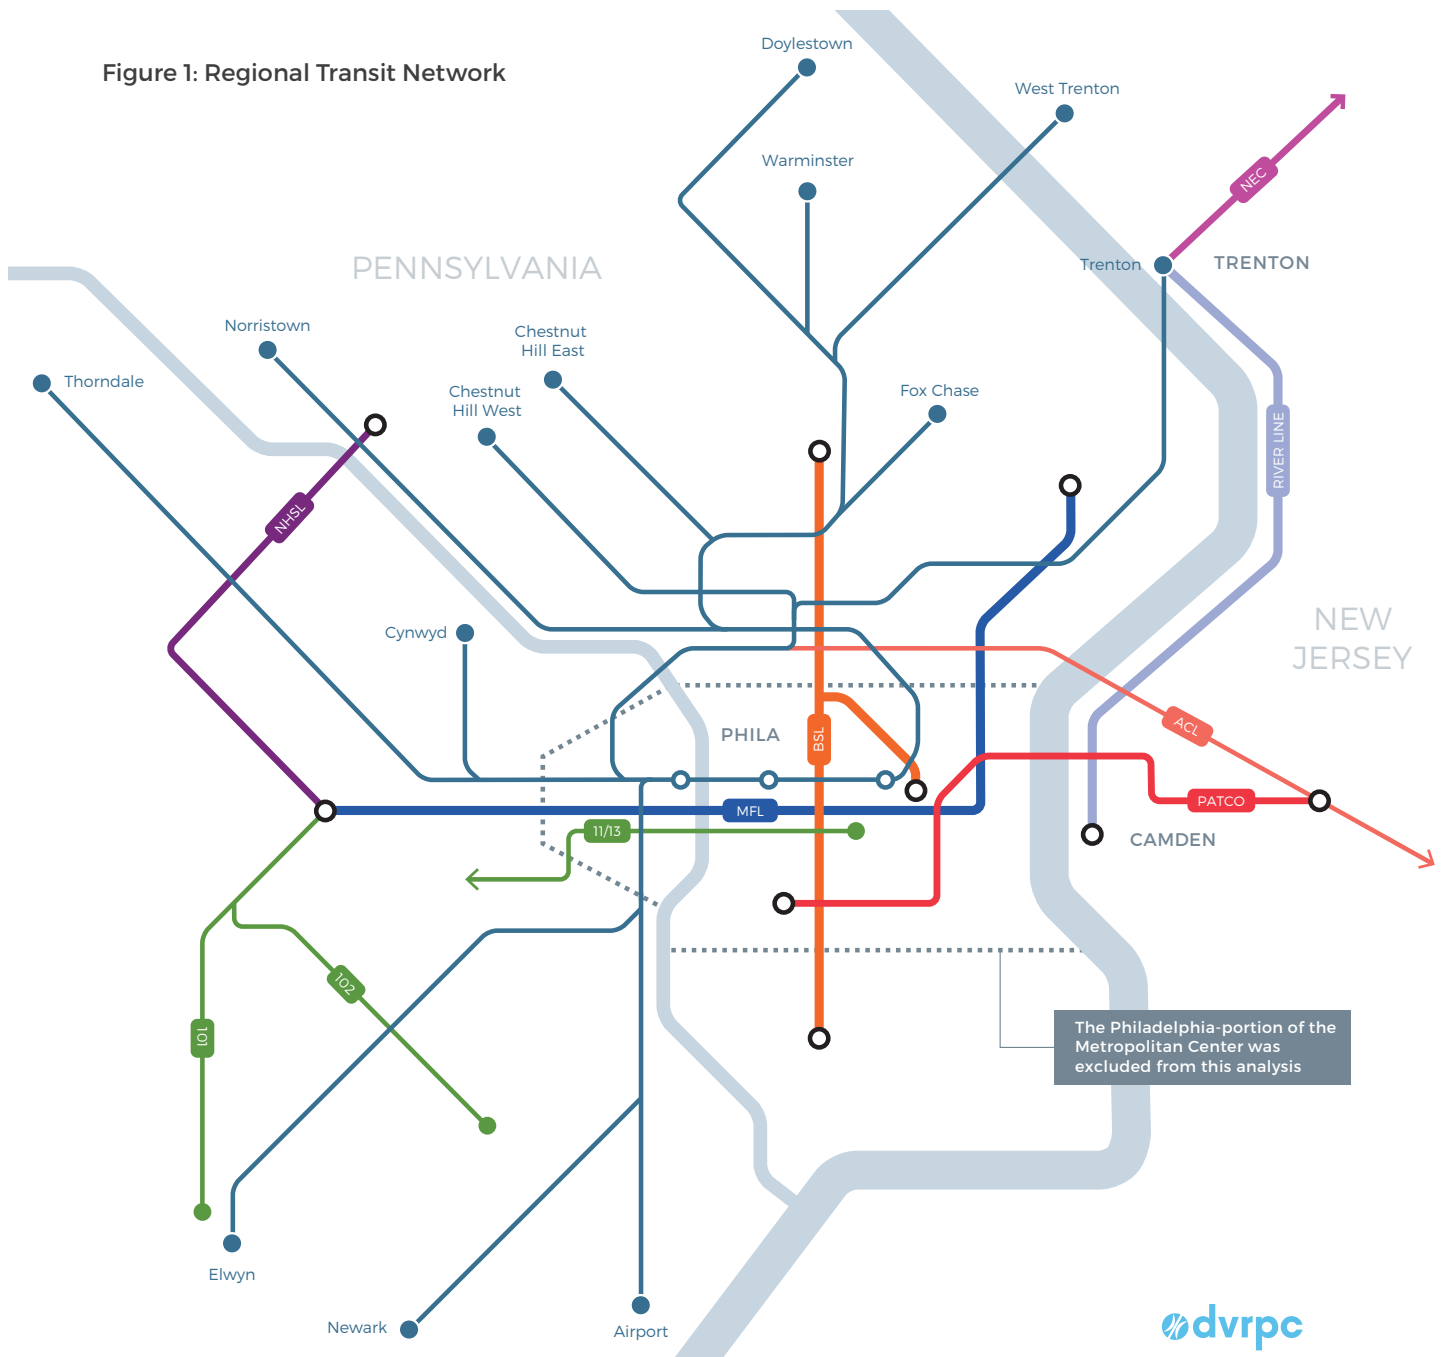 Figure 1: Regional Transit Network
Doylestown
West Trenton
Warminster
NEC
PENNSYLVANIA
Trenton
TRENTON
Norristown
Chestnut
Hill East
Thorndale
Chestnut
Hill West
Fox Chase
RIVER LINE
NHSL
NEW
JERSEY
Cynwyd
PHILA
BSL
ACL
PATCO
MFL
11/13
CAMDEN
102
101
The Philadelphia-portion of the
Metropolitan Center was
excluded from this analysis
Elwyn
Newark
Airport
dvrpc